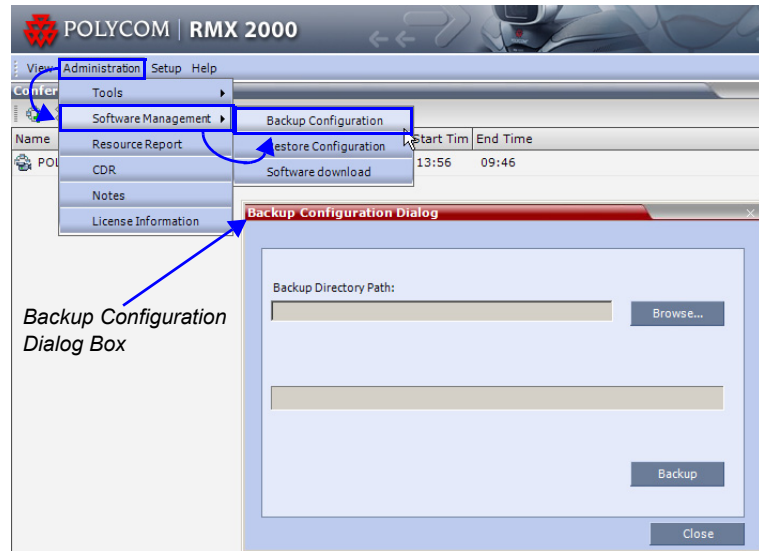 POLYCOM | RMX 2000
View Administration Setup Help
Confer
Tools
Software Management
Resource Report
CDR
Notes
License Information
Backup Configuration
Restore Configuration
Software download
Name
Start Tim End Time
POL
13:56 09:46
Backup Configuration Dialog
Backup Directory Path:
Browse...
Backup
Close
Backup Configuration
Dialog Box